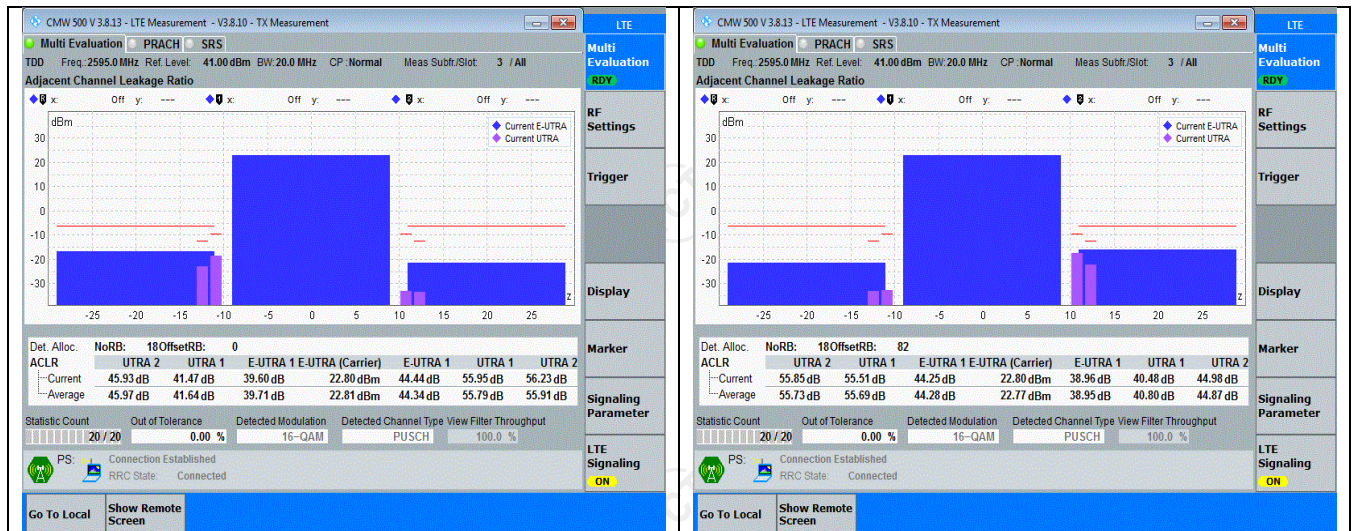 CMW 500 V 3.8.13 - LTE Measurement - V3.8.10 - TX Measurement
LTE
Multi Evaluation PRACH SRS
Multi Evaluation
RDY
TDD Freq.:2595.0 MHz Ref. Level: 41.00 dBm BW:20.0 MHz CP :Normal Meas Subfr./Slot: 3 / All
Adjacent Channel Leakage Ratio
x: Off y: --- x: Off y: --- x: Off y: ---
RF Settings
dBm
Current E-UTRA
Current UTRA
30
20
10
0
-10
-20
-30
-25 -20 -15 -10 -5 0 5 10 15 20 25
z
Trigger
Display
Marker
Det. Alloc. NoRB: 18OffsetRB: 0
ACLR UTRA 2 UTRA 1 E-UTRA 1 E-UTRA (Carrier) E-UTRA 1 UTRA 1 UTRA 2
Current 45.93 dB 41.47 dB 39.60 dB 22.80 dBm 44.44 dB 55.95 dB 56.23 dB
Average 45.97 dB 41.64 dB 39.71 dB 22.81 dBm 44.34 dB 55.79 dB 55.91 dB
Signaling Parameter
Statistic Count Out of Tolerance Detected Modulation Detected Channel Type View Filter Throughput
20 / 20 0.00 % 16-QAM PUSCH 100.0 %
PS: Connection Established
RRC State: Connected
LTE Signaling
ON
Go To Local Show Remote Screen
CMW 500 V 3.8.13 - LTE Measurement - V3.8.10 - TX Measurement
LTE
Multi Evaluation PRACH SRS
Multi Evaluation
RDY
TDD Freq.:2595.0 MHz Ref. Level: 41.00 dBm BW:20.0 MHz CP :Normal Meas Subfr./Slot: 3 / All
Adjacent Channel Leakage Ratio
x: Off y: --- x: Off y: --- x: Off y: ---
RF Settings
dBm
Current E-UTRA
Current UTRA
30
20
10
0
-10
-20
-30
-25 -20 -15 -10 -5 0 5 10 15 20 25
z
Trigger
Display
Marker
Det. Alloc. NoRB: 18OffsetRB: 82
ACLR UTRA 2 UTRA 1 E-UTRA 1 E-UTRA (Carrier) E-UTRA 1 UTRA 1 UTRA 2
Current 55.85 dB 55.51 dB 44.25 dB 22.80 dBm 38.96 dB 40.48 dB 44.98 dB
Average 55.73 dB 55.69 dB 44.28 dB 22.77 dBm 38.95 dB 40.80 dB 44.87 dB
Signaling Parameter
Statistic Count Out of Tolerance Detected Modulation Detected Channel Type View Filter Throughput
20 / 20 0.00 % 16-QAM PUSCH 100.0 %
PS: Connection Established
RRC State: Connected
LTE Signaling
ON
Go To Local Show Remote Screen